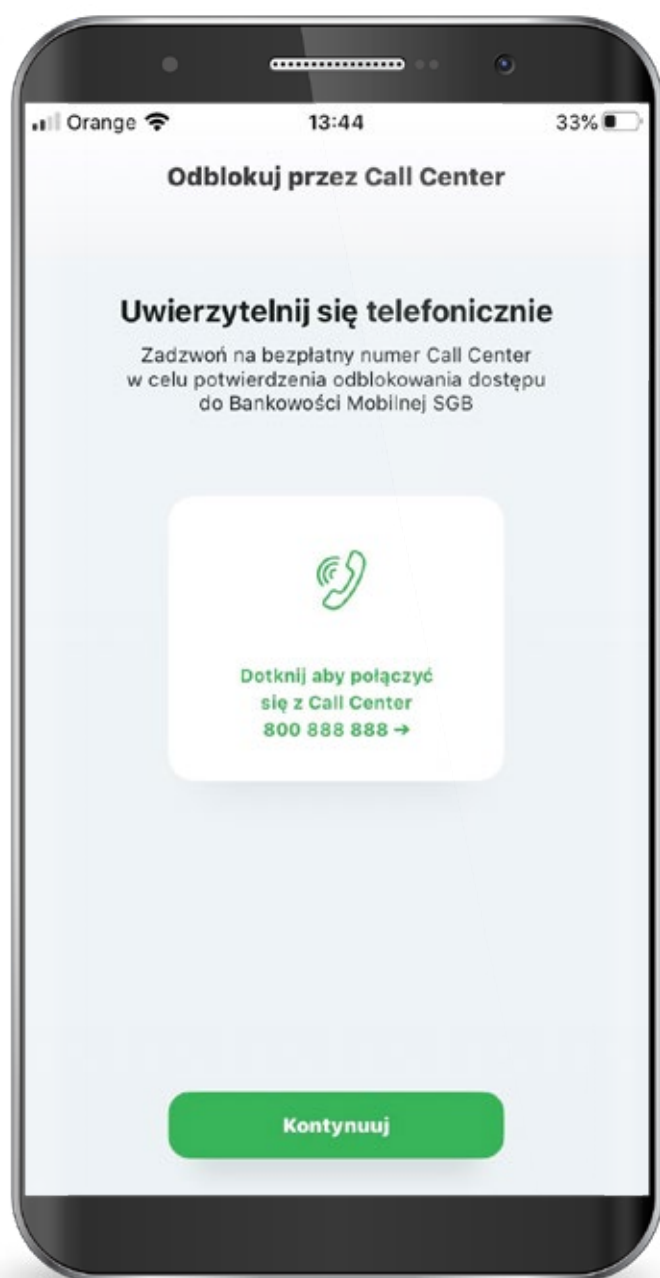 Orange 13:44 33%
Odblokuj przez Call Center
Uwierzytelnij się telefonicznie
Zadzwoń na bezpłatny numer Call Center
w celu potwierdzenia odblokowania dostępu
do Bankowości Mobilnej SGB
Dotknij aby połączyć
się z Call Center
800 888 888 →
Kontynuuj